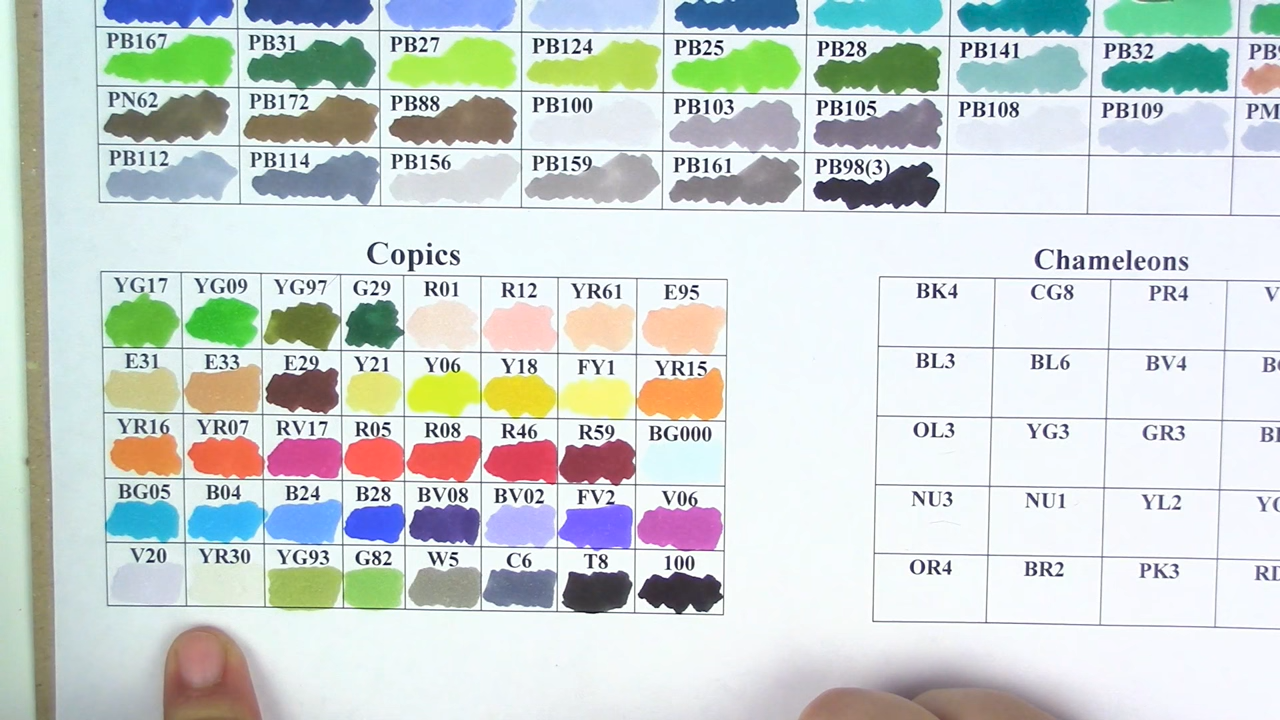 PB167 PB31 PB27 PB124 PB25 PB28 PB141 PB32
PN62 PB172 PB88 PB100 PB103 PB105 PB108 PB109 PM
PB112 PB114 PB156 PB159 PB161 PB98(3)
Copics
YG17 YG09 YG97 G29 R01 R12 YR61 E95
E31 E33 E29 Y21 Y06 Y18 FY1 YR15
YR16 YR07 RV17 R05 R08 R46 R59 BG000
BG05 B04 B24 B28 BV08 BV02 FV2 V06
V20 YR30 YG93 G82 W5 C6 T8 100
Chameleons
BK4 CG8 PR4
BL3 BL6 BV4
OL3 YG3 GR3
NU3 NU1 YL2
OR4 BR2 PK3